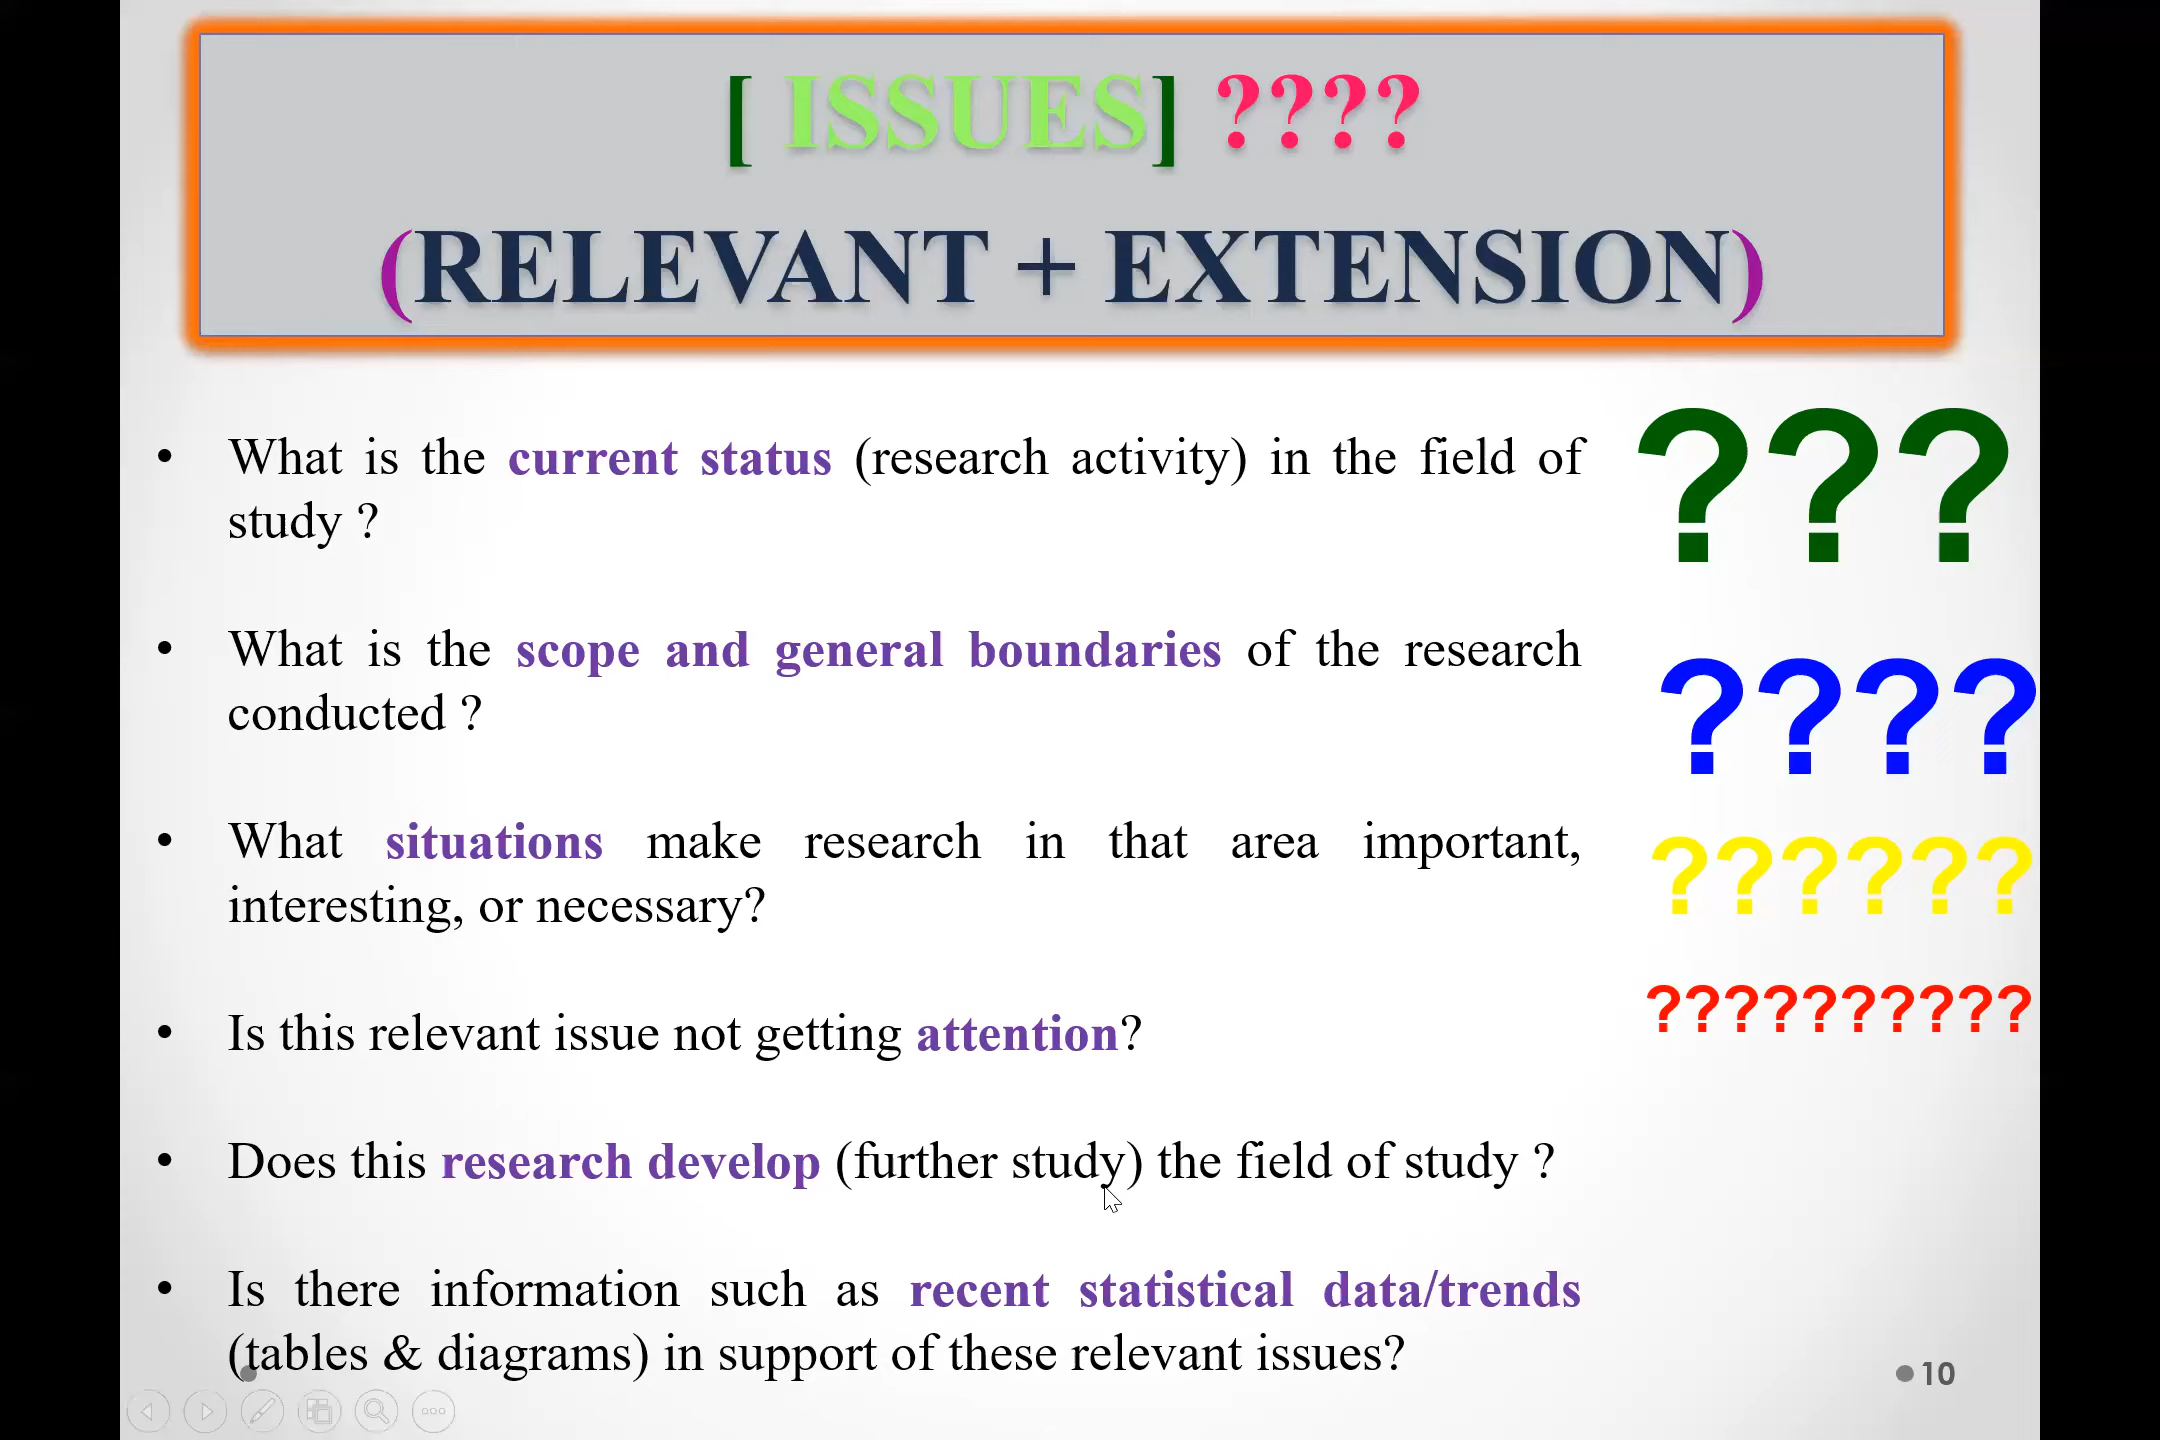 [ ISSUES] ????
(RELEVANT + EXTENSION)
• What is the current status (research activity) in the field of
study ?
???
• What is the scope and general boundaries of the research
conducted ?
????
• What situations make research in that area important,
interesting, or necessary?
??????
• Is this relevant issue not getting attention?
??????????
• Does this research develop (further study) the field of study ?
• Is there information such as recent statistical data/trends
(tables & diagrams) in support of these relevant issues?
10